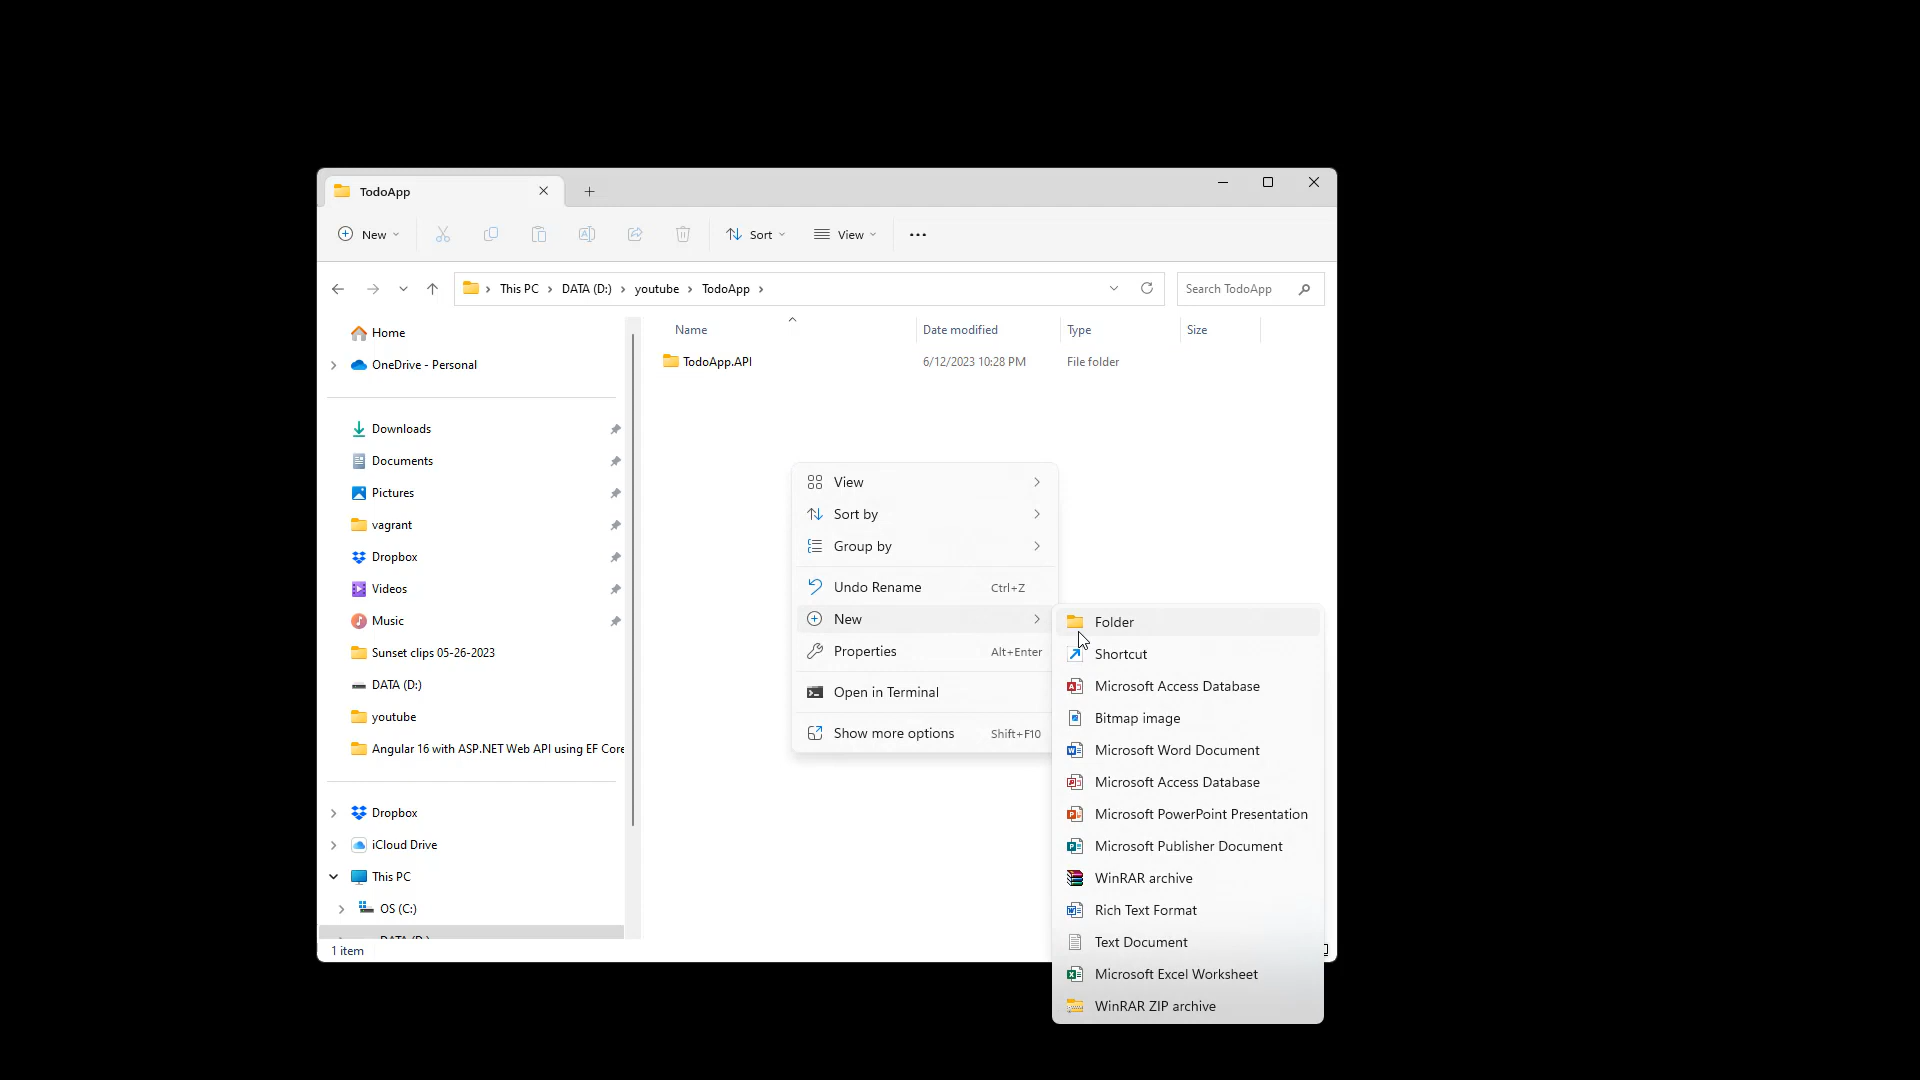 TodoApp
New
Sort
View
This PC
DATA (D:)
youtube
TodoApp
Search TodoApp
Home
OneDrive - Personal
Downloads
Documents
Pictures
vagrant
Dropbox
Videos
Music
Sunset clips 05-26-2023
DATA (D:)
youtube
Angular 16 with ASP.NET Web API using EF Core
Dropbox
iCloud Drive
This PC
OS (C:)
DATA (D:)
1 item
Name
Date modified
Type
Size
TodoApp.API
6/12/2023 10:28 PM
File folder
View
Sort by
Group by
Undo Rename Ctrl+Z
New
Properties Alt+Enter
Open in Terminal
Show more options Shift+F10
Folder
Shortcut
Microsoft Access Database
Bitmap image
Microsoft Word Document
Microsoft Access Database
Microsoft PowerPoint Presentation
Microsoft Publisher Document
WinRAR archive
Rich Text Format
Text Document
Microsoft Excel Worksheet
WinRAR ZIP archive